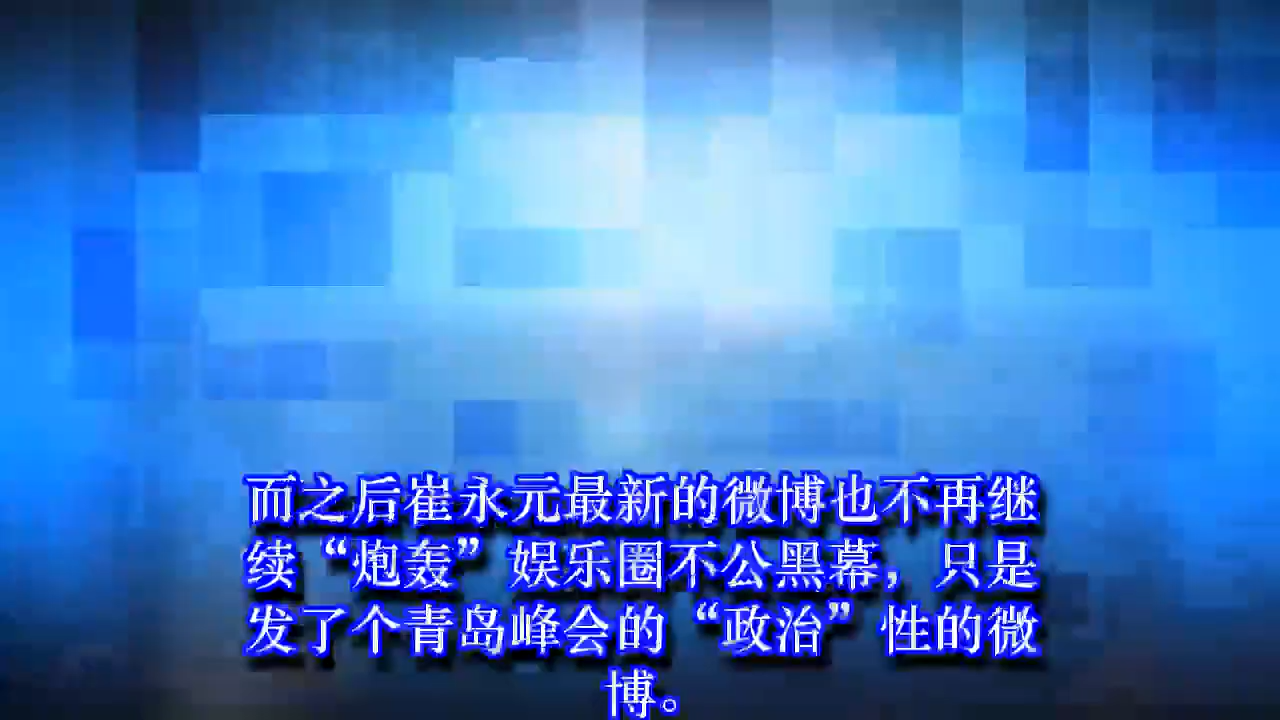 而之后崔永元最新的微博也不再继
续“炮轰”娱乐圈不公黑幕，只是
发了个青岛峰会的“政治”性的微
博。